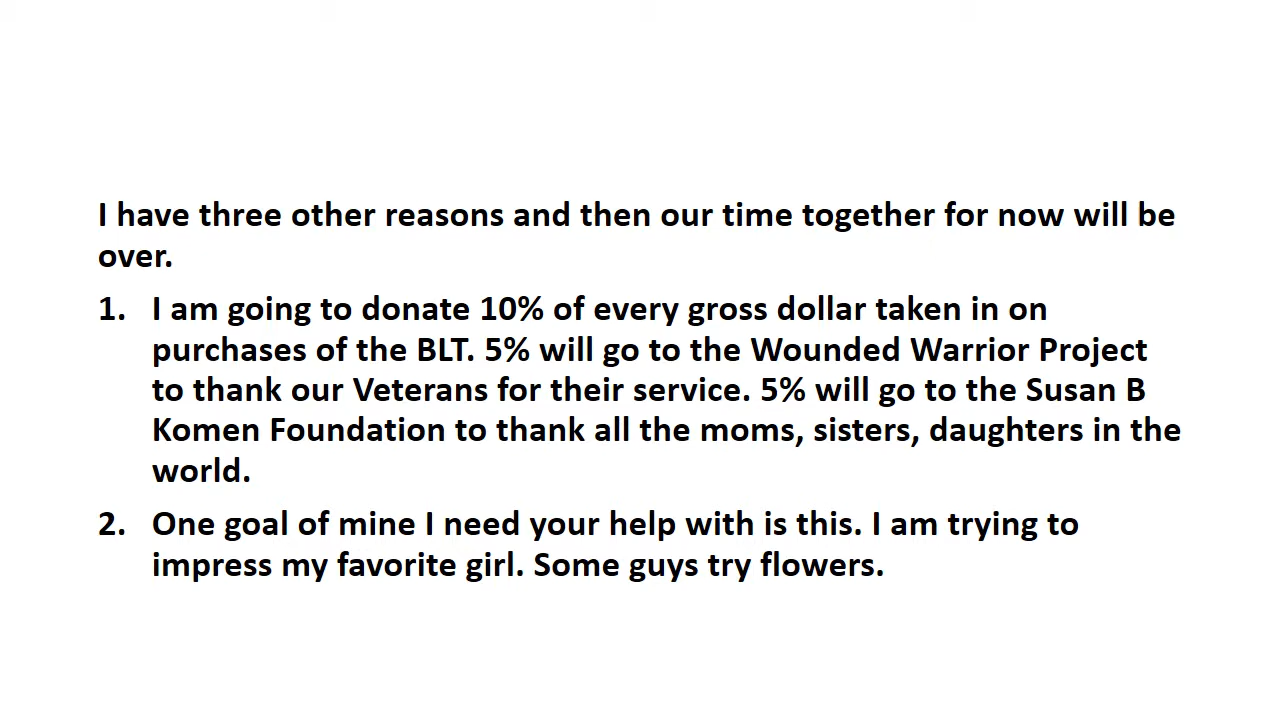 I have three other reasons and then our time together for now will be
over.
1. I am going to donate 10% of every gross dollar taken in on
purchases of the BLT. 5% will go to the Wounded Warrior Project
to thank our Veterans for their service. 5% will go to the Susan B
Komen Foundation to thank all the moms, sisters, daughters in the
world.
2. One goal of mine I need your help with is this. I am trying to
impress my favorite girl. Some guys try flowers.